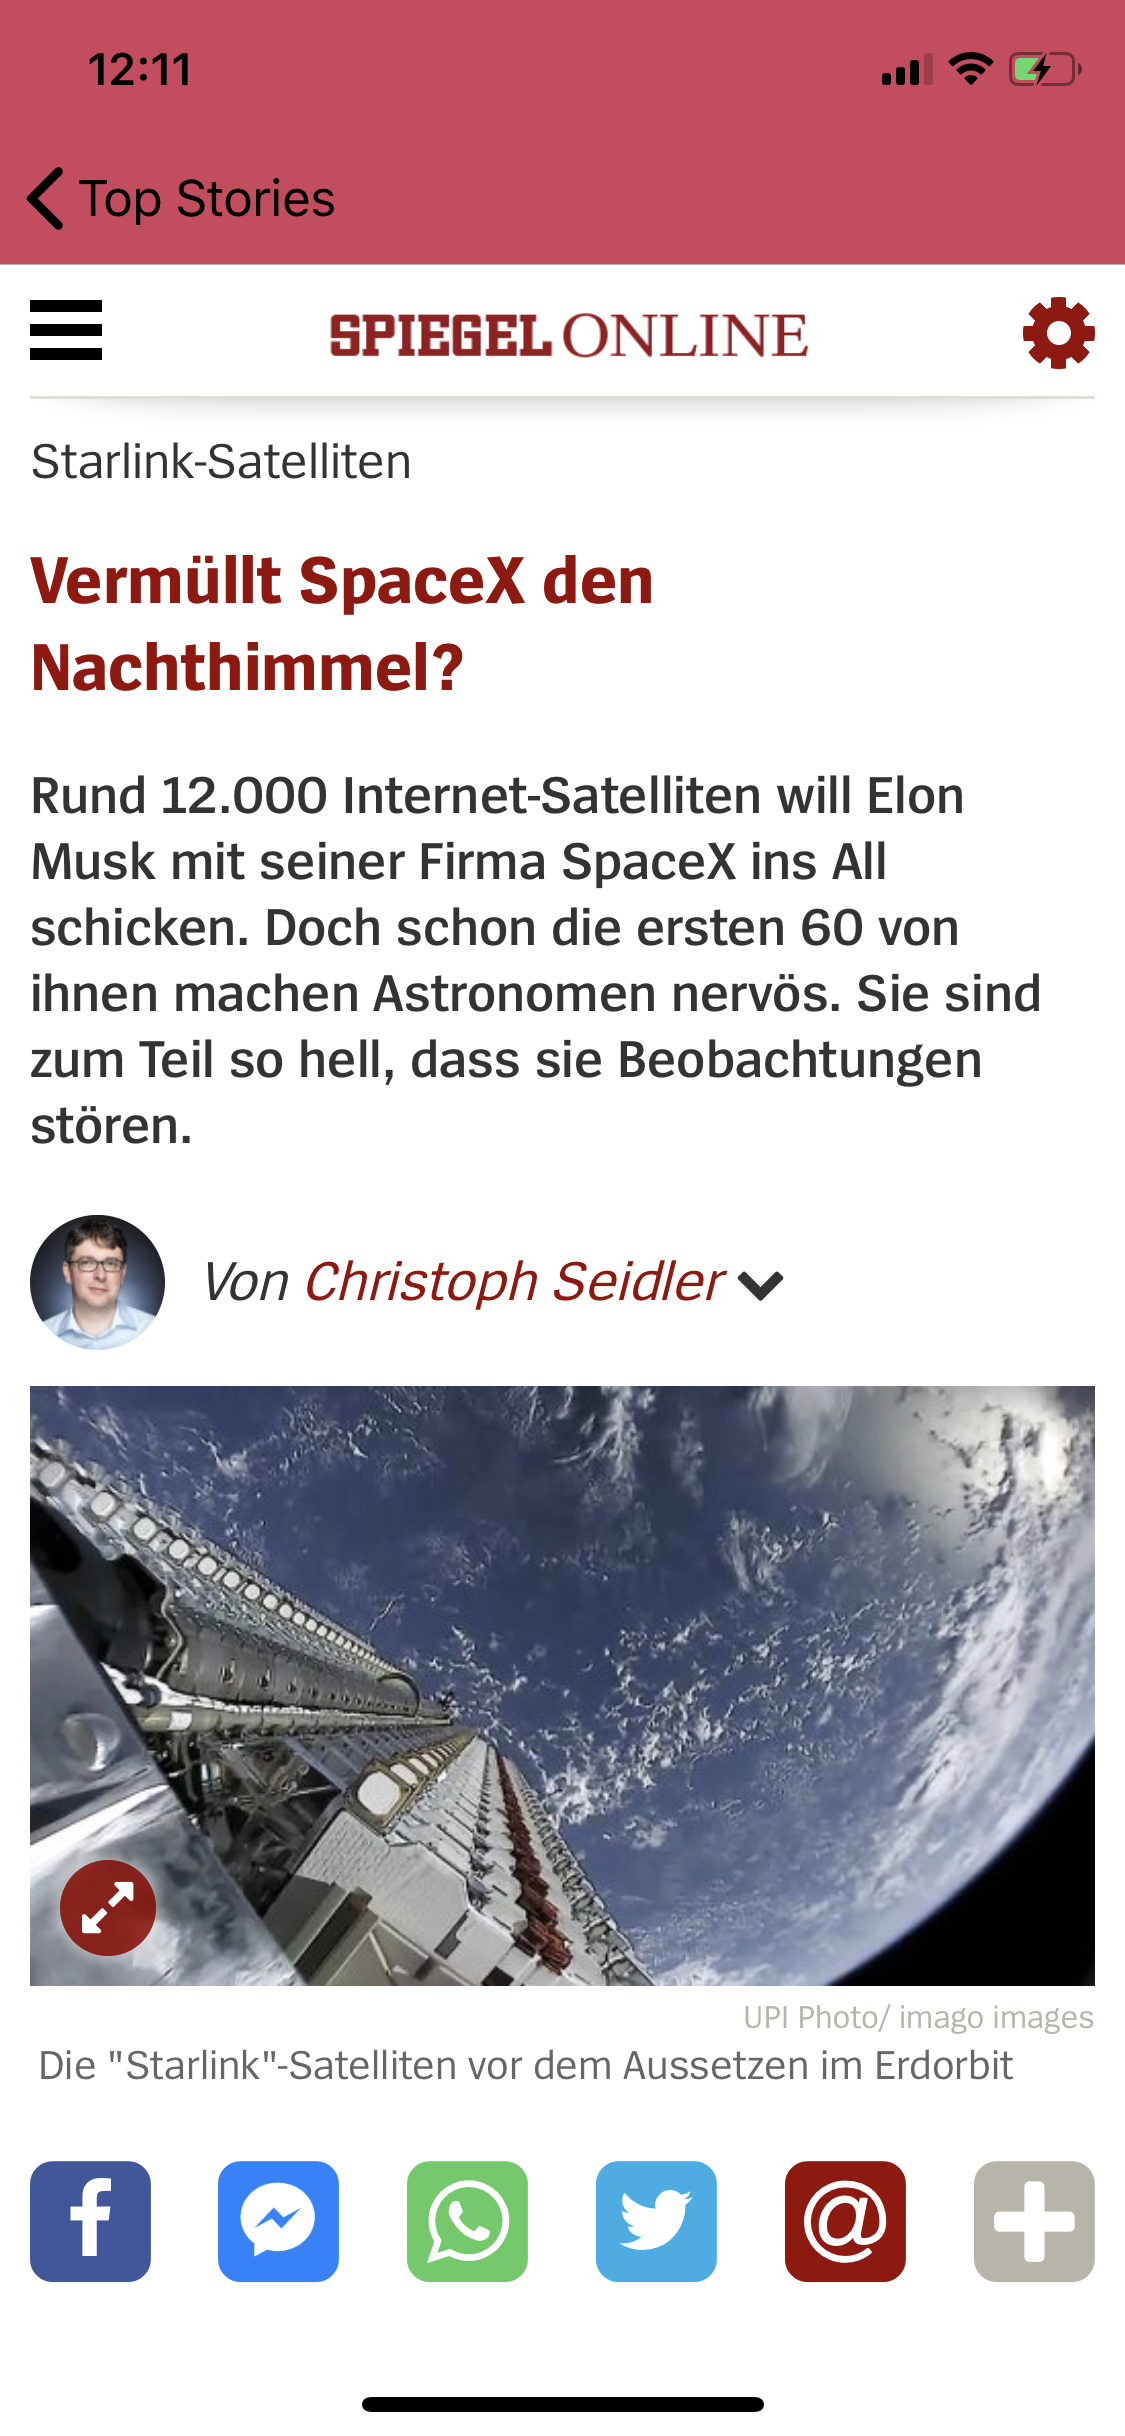 12:11
Top Stories
SPIEGEL ONLINE
Starlink-Satelliten
Vermüllt SpaceX den
Nachthimmel?
Rund 12.000 Internet-Satelliten will Elon
Musk mit seiner Firma SpaceX ins All
schicken. Doch schon die ersten 60 von
ihnen machen Astronomen nervös. Sie sind
zum Teil so hell, dass sie Beobachtungen
stören.
Von Christoph Seidler
UPI Photo/ imago images
Die "Starlink"-Satelliten vor dem Aussetzen im Erdorbit